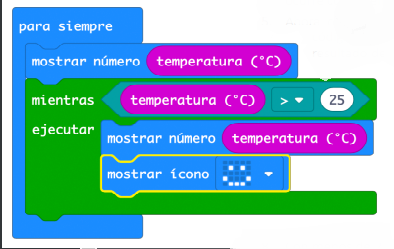 para siempre
mostrar número temperatura (°C)
mientras temperatura (°C) > 25
ejecutar mostrar número temperatura (°C)
mostrar ícono